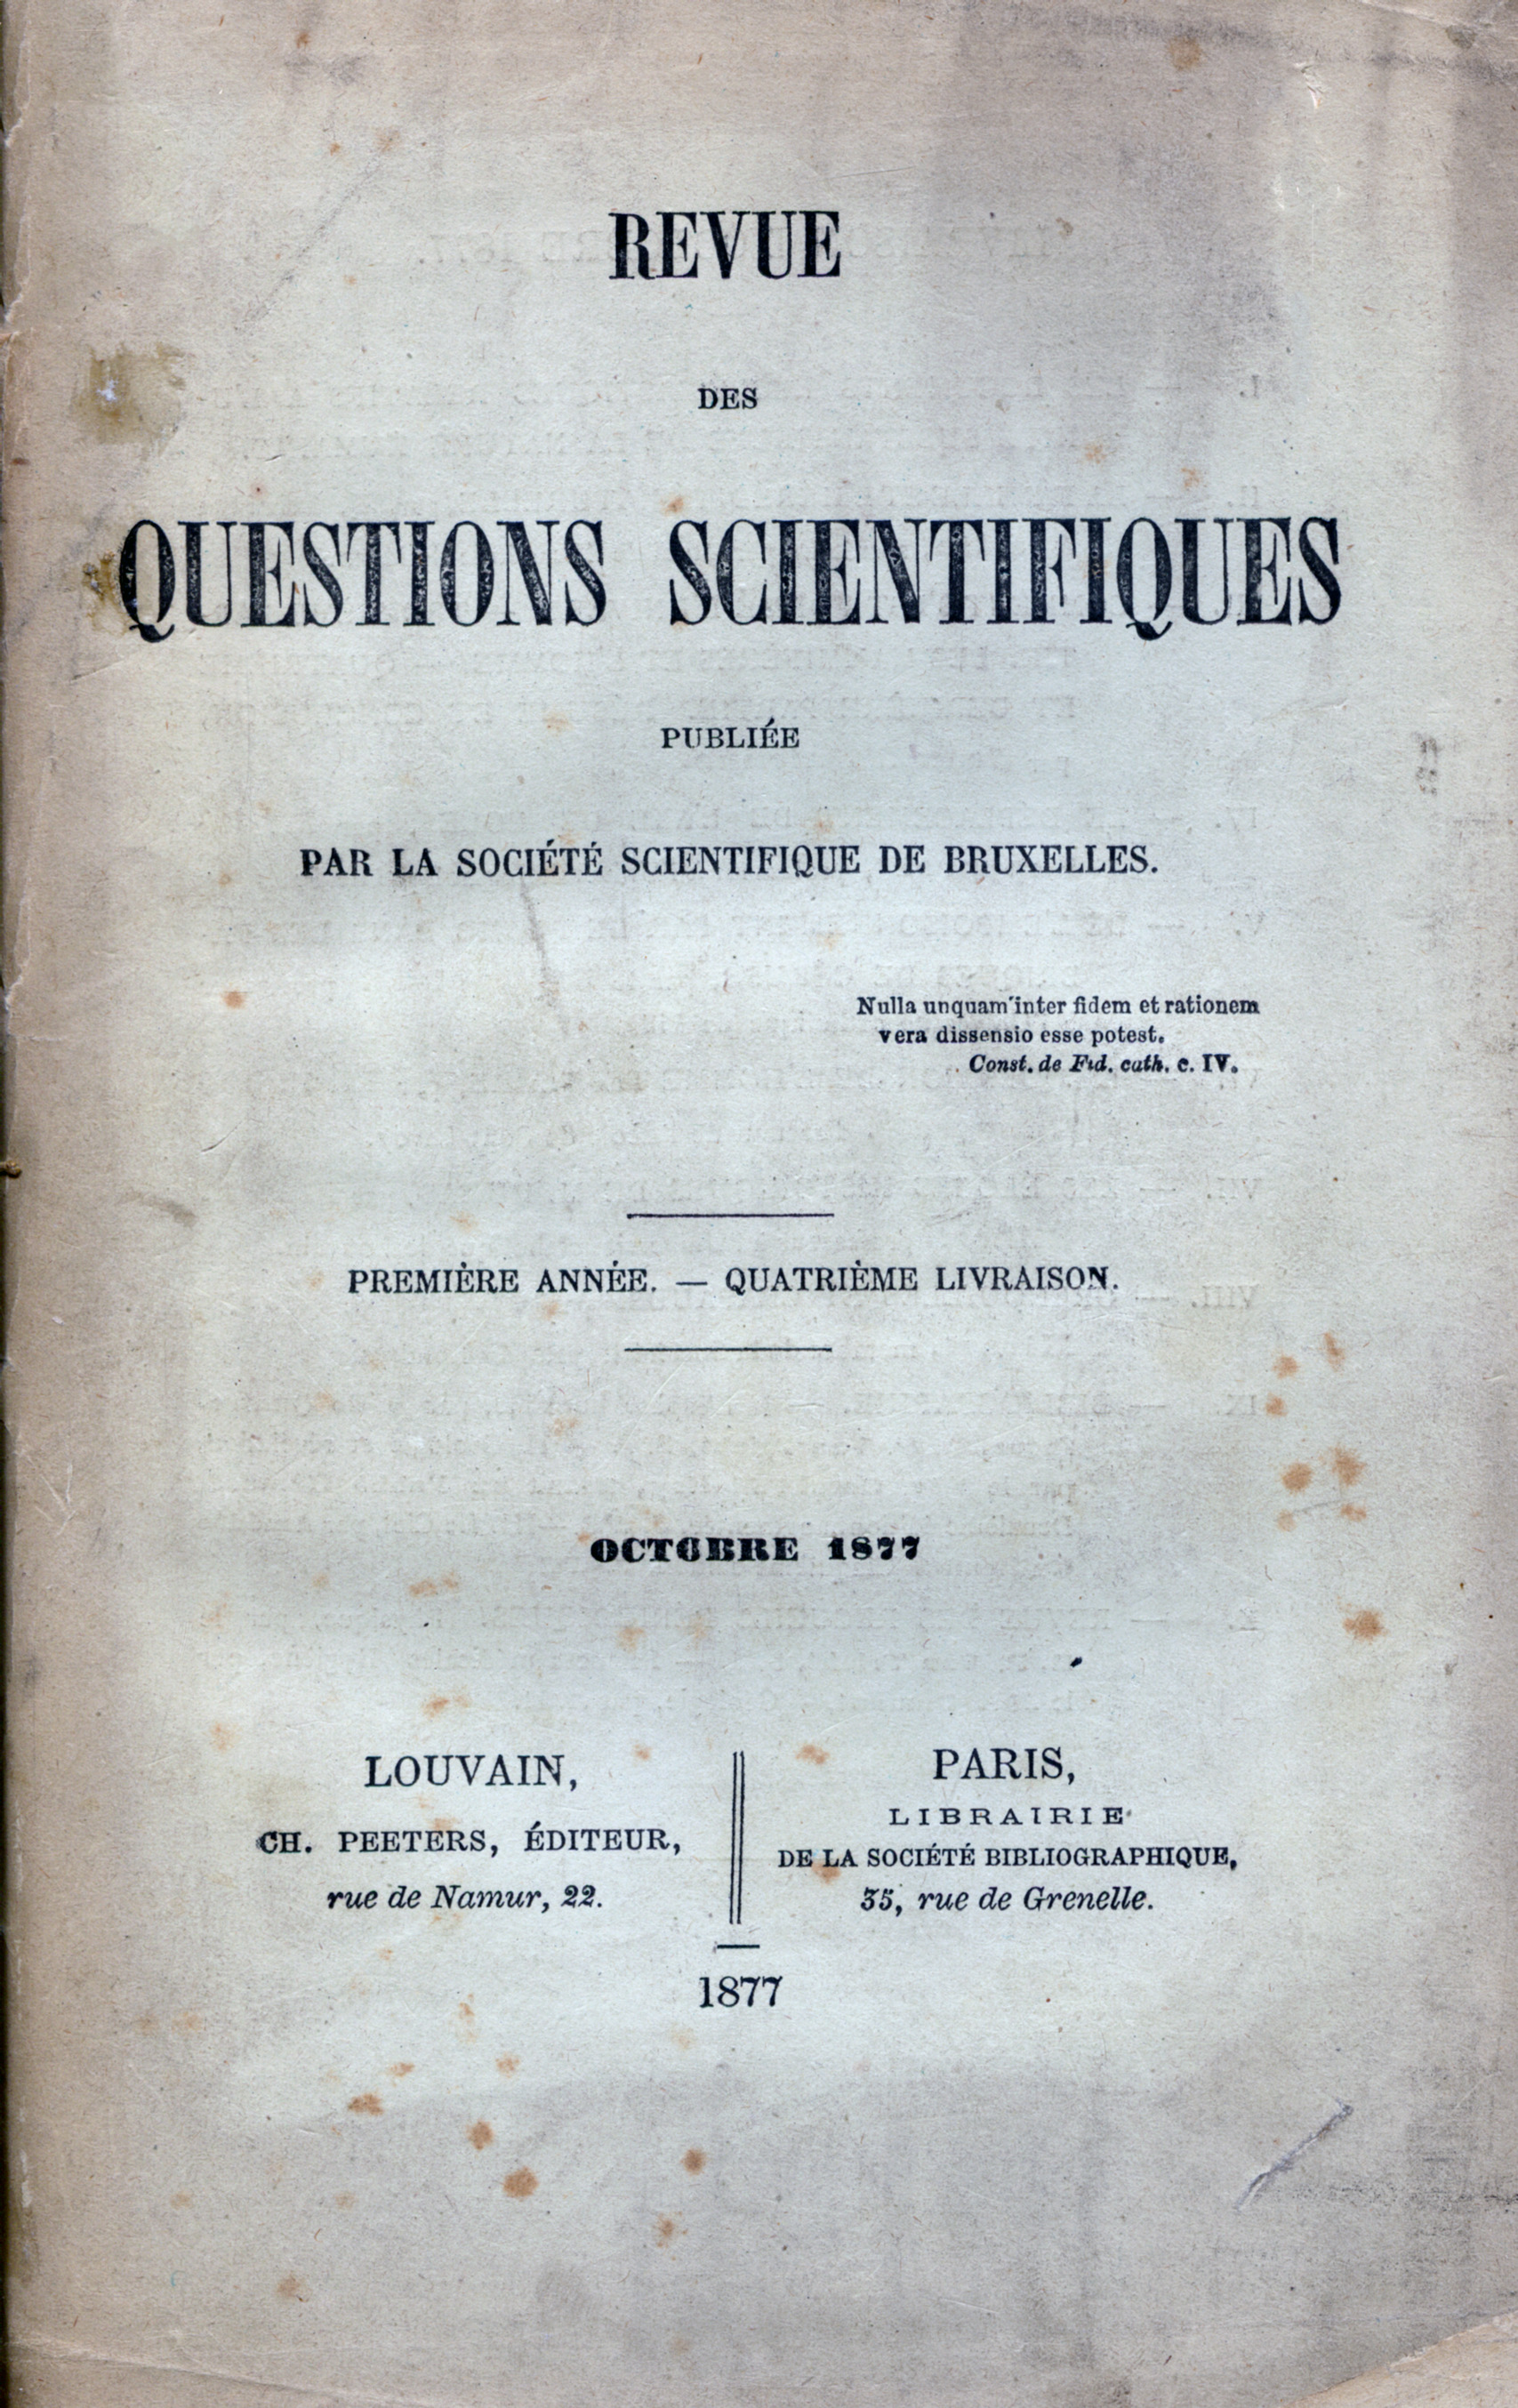 REVUE
DES
QUESTIONS SCIENTIFIQUES
PUBLIÉE
PAR LA SOCIÉTÉ SCIENTIFIQUE DE BRUXELLES.
Nulla unquam inter fidem et rationem
vera dissensio esse potest.
Const. de Fid. cath. c. IV.
PREMIÈRE ANNÉE. — QUATRIÈME LIVRAISON.
OCTOBRE 1877
LOUVAIN,
CH. PEETERS, ÉDITEUR,
rue de Namur, 22.
PARIS,
LIBRAIRIE
DE LA SOCIÉTÉ BIBLIOGRAPHIQUE,
35, rue de Grenelle.
1877